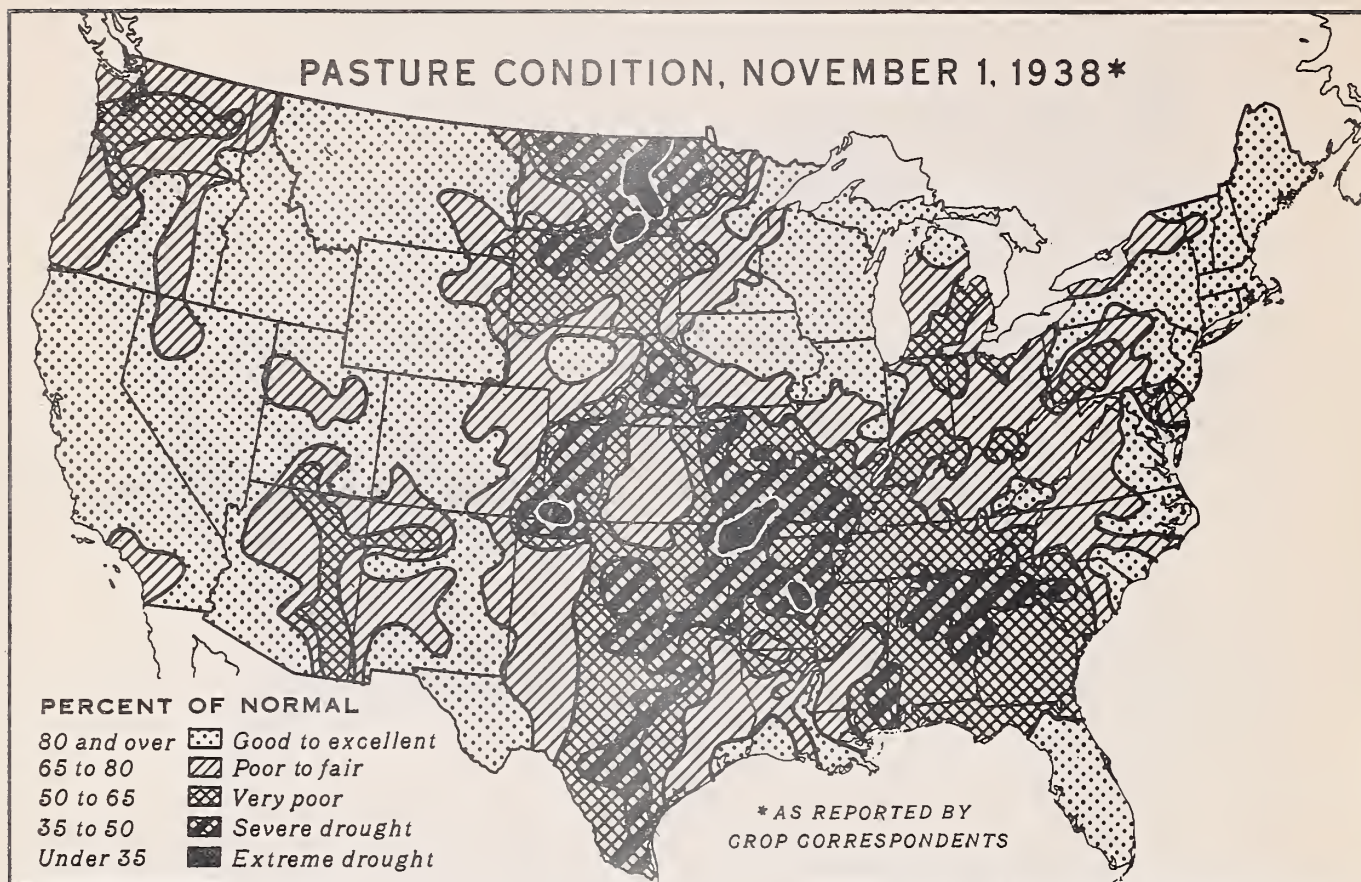 PASTURE CONDITION, NOVEMBER 1, 1938*
PERCENT OF NORMAL
80 and over Good to excellent
65 to 80 Poor to fair
50 to 65 Very poor
35 to 50 Severe drought
Under 35 Extreme drought
* AS REPORTED BY
CROP CORRESPONDENTS